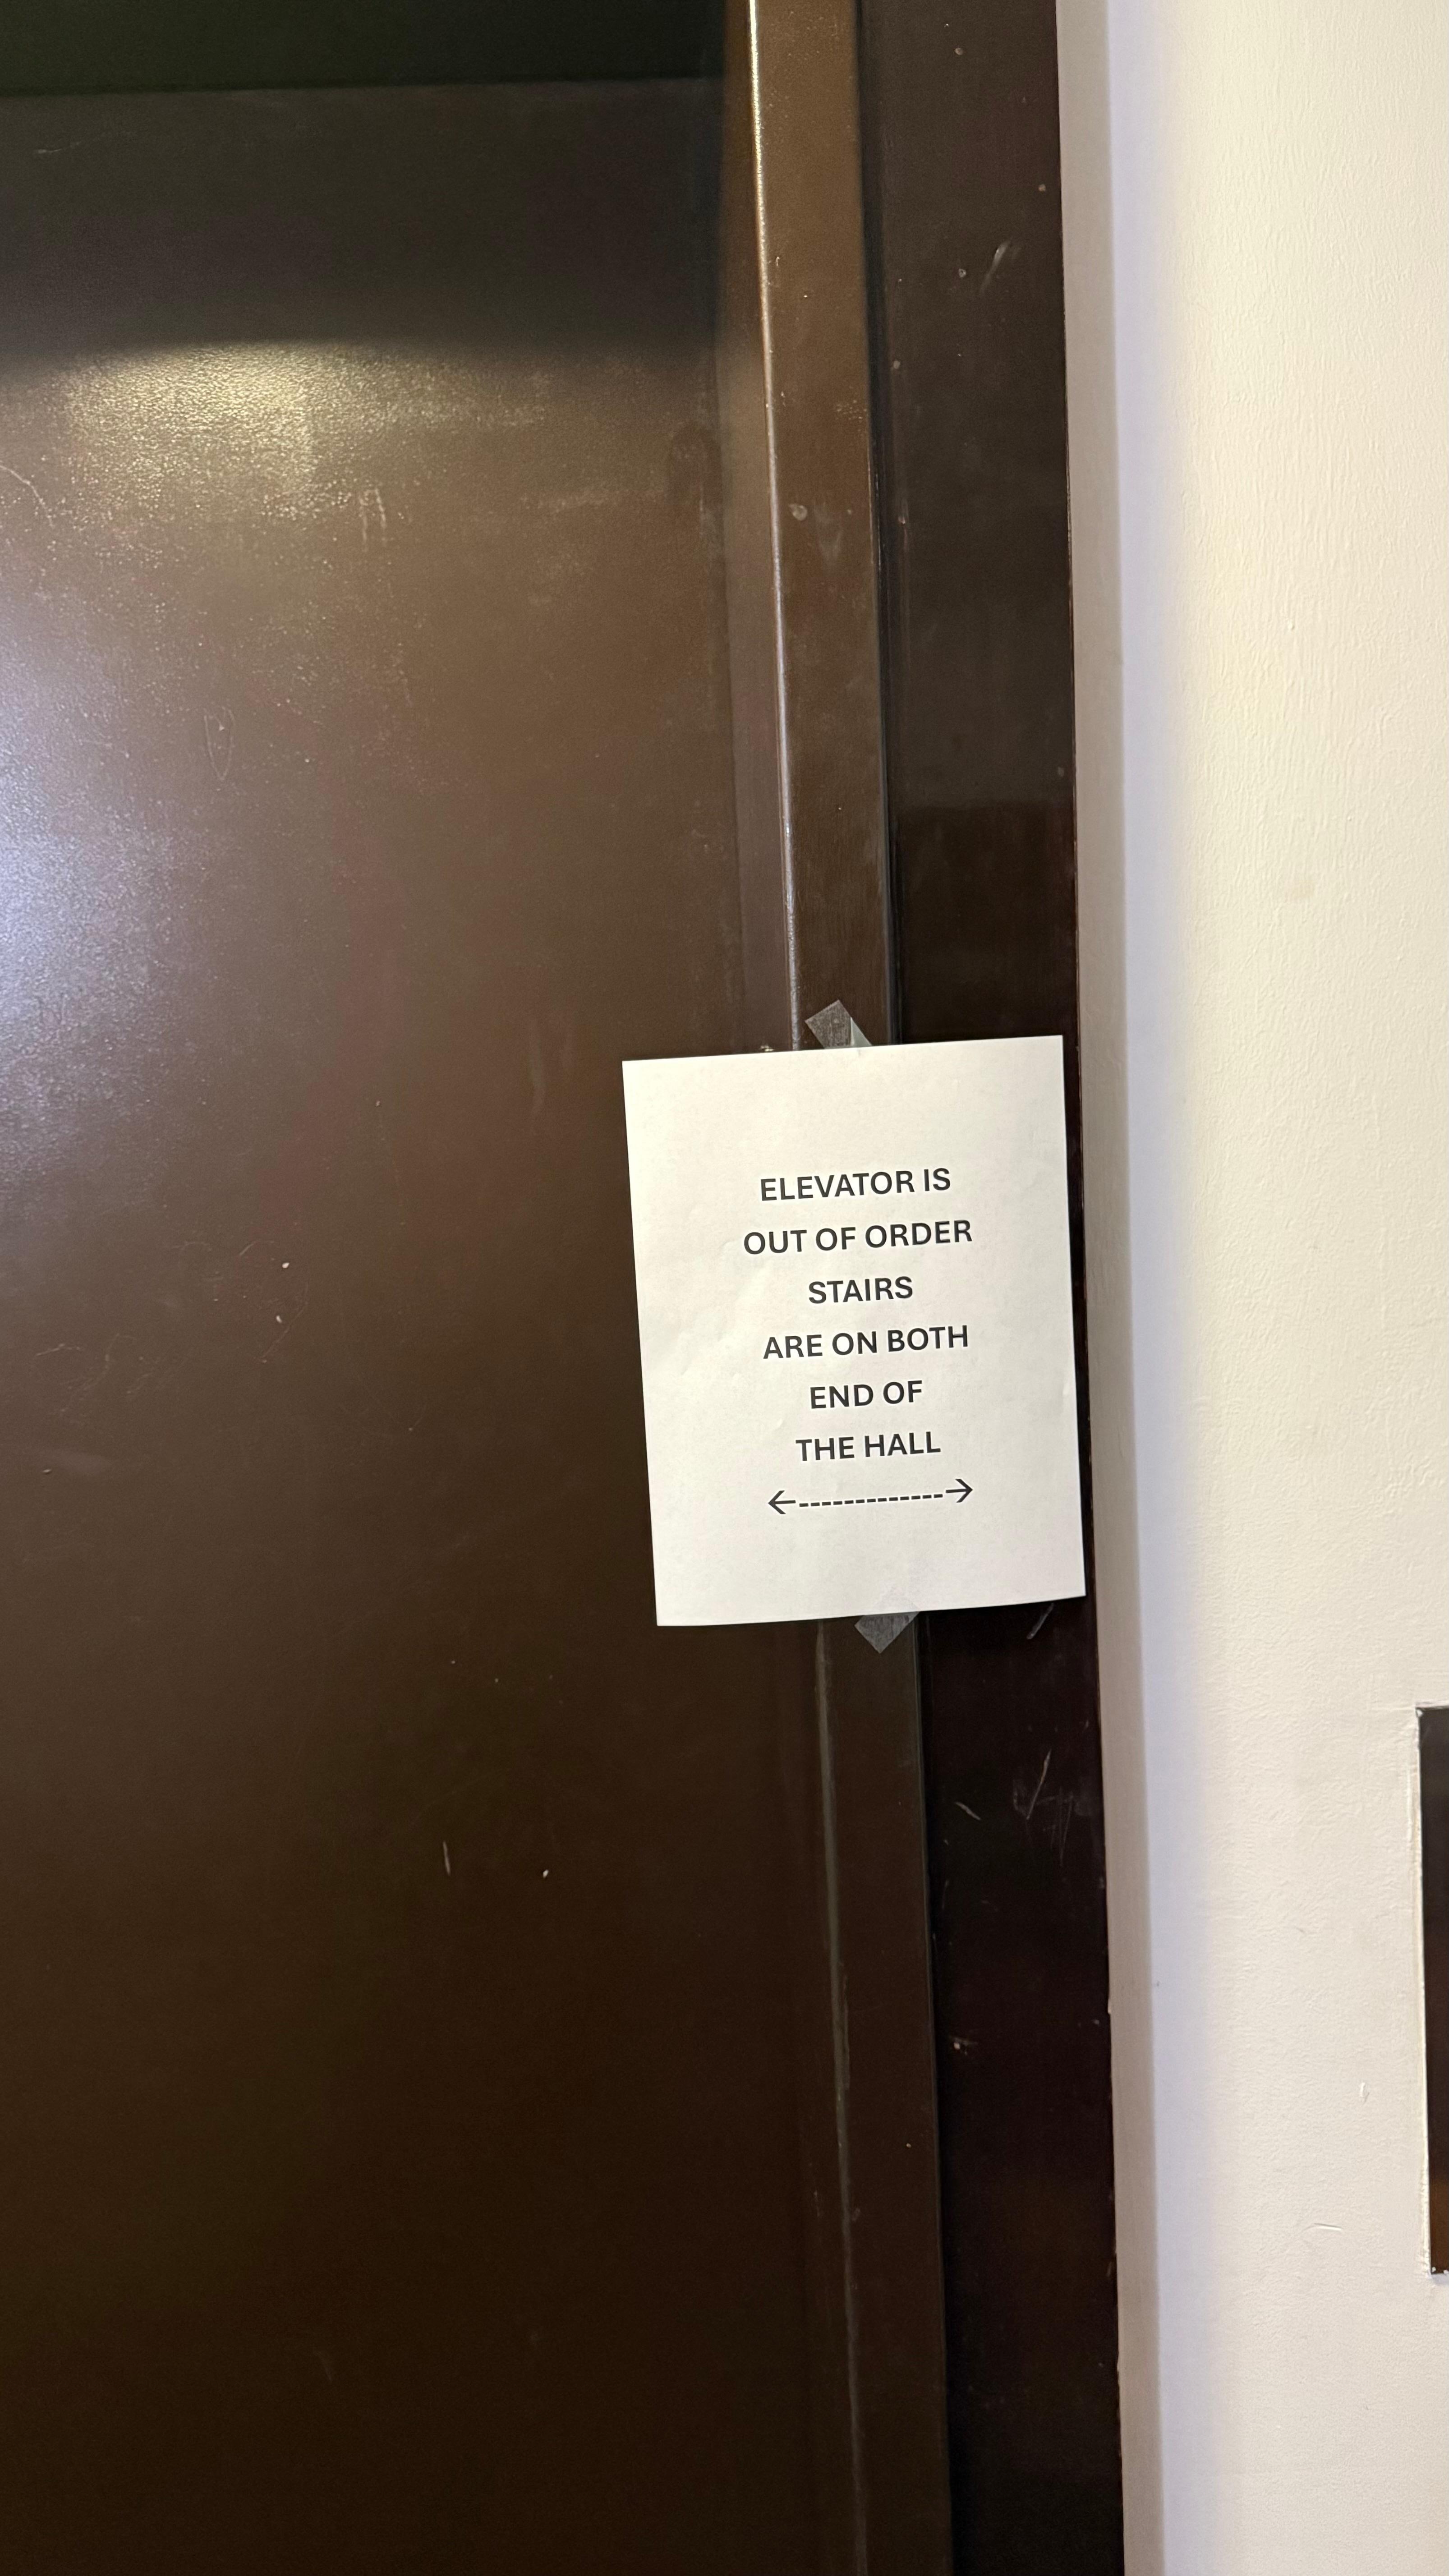 ELEVATOR IS
OUT OF ORDER
STAIRS
ARE ON BOTH
END OF
THE HALL
←-------------→